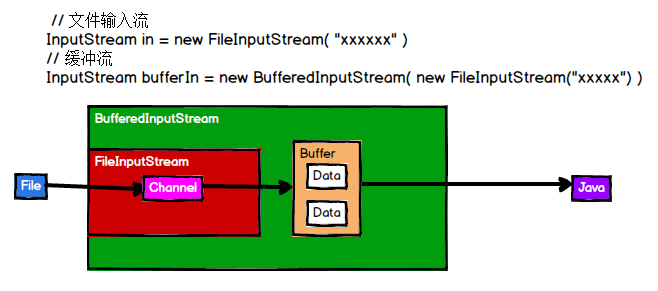 // 文件输入流
InputStream in = new FileInputStream( "xxxxxx" )
// 缓冲流
InputStream bufferIn = new BufferedInputStream( new FileInputStream("xxxxx") )
BufferedInputStream
FileInputStream
Buffer
File
Channel
Data
Data
Java